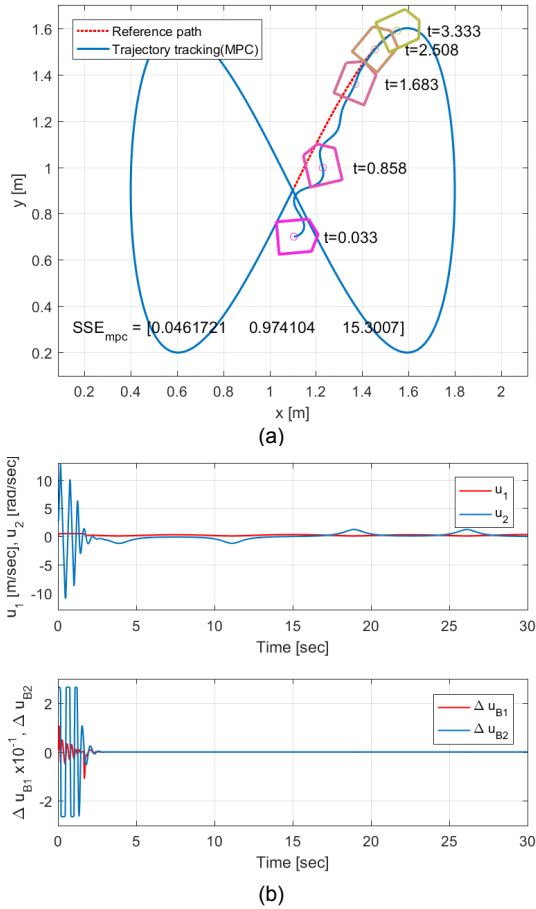 Reference path
Trajectory tracking(MPC)
t=3.333
t=2.508
t=1.683
t=0.858
t=0.033
SSEmpc = [0.0461721 0.974104 15.3007]
1.6
1.4
1.2
1
0.8
0.6
0.4
0.2
y [m]
0.2 0.4 0.6 0.8 1 1.2 1.4 1.6 1.8 2
x [m]
(a)
u1 [m/sec], u2 [rad/sec]
10
5
0
-5
-10
u1
u2
0 5 10 15 20 25 30
Time [sec]
Δ uB1 x10-1, Δ uB2
2
0
-2
Δ uB1
Δ uB2
0 5 10 15 20 25 30
Time [sec]
(b)